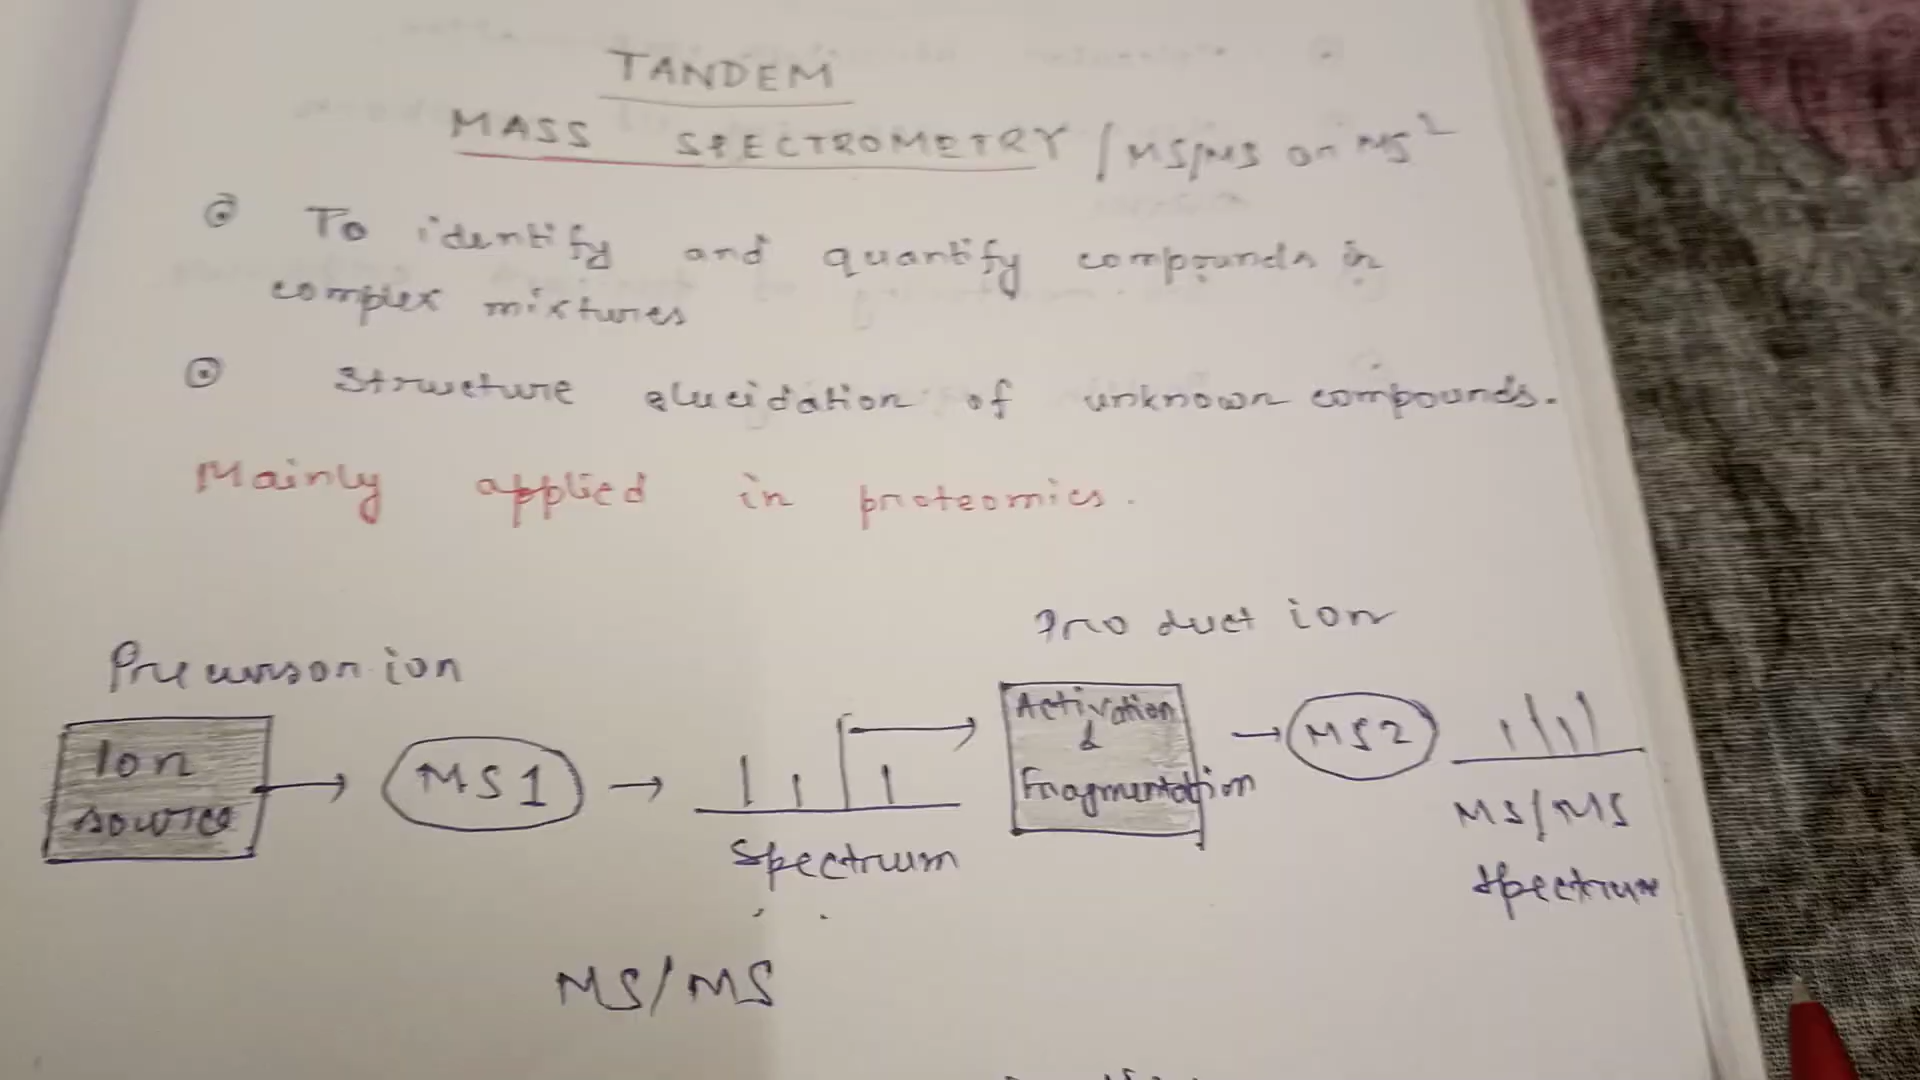 TANDEM
MASS SPECTROMETRY / MS/MS or MS²
To identify and quantify compounds in
complex mixtures
Structure elucidation of unknown compounds.
Mainly applied in proteomics.
Product ion
Precursor ion
Activation
&
Fragmentation
Ion
source
MS1
MS2
Spectrum
MS/MS
Spectrum
MS/MS